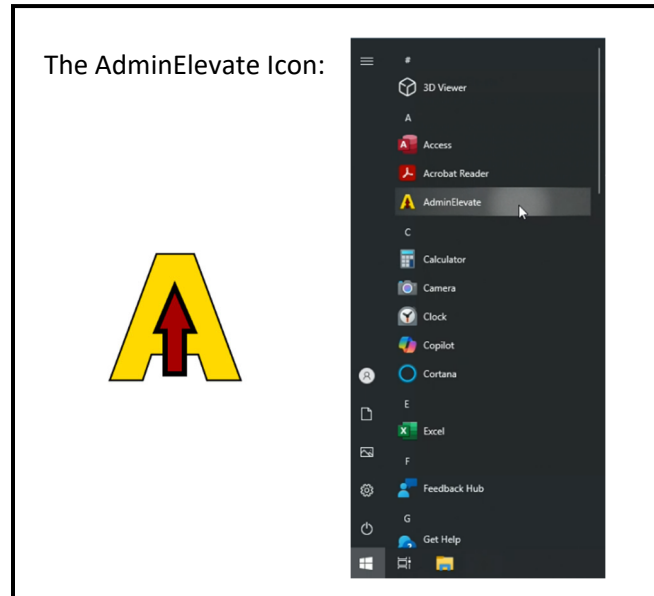 The AdminElevate Icon:
#
3D Viewer
A
Access
Acrobat Reader
AdminElevate
C
Calculator
Camera
Clock
Copilot
Cortana
E
Excel
F
Feedback Hub
G
Get Help